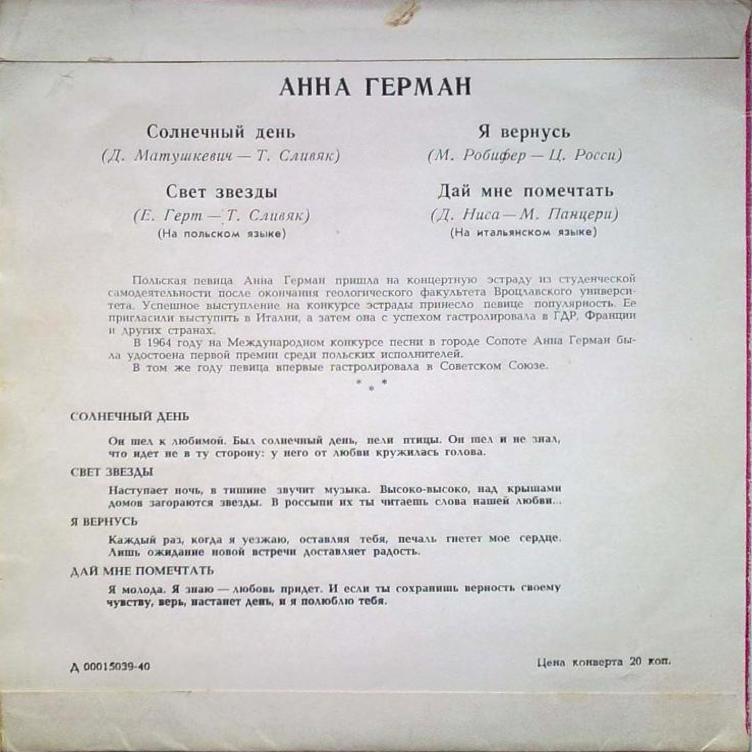 АННА ГЕРМАН
Солнечный день
(Д. Матушкевич — Т. Сливяк)
Свет звезды
(Е. Герт — Т. Сливяк)
(На польском языке)
Я вернусь
(М. Робифер — Ц. Росси)
Дай мне помечтать
(Д. Ниса — М. Панцери)
(На итальянском языке)
Польская певица Анна Герман пришла на концертную эстраду из студенческой
самодеятельности после окончания геологического факультета Вроцлавского универси-
тета. Успешное выступление на конкурсе эстрады принесло певице популярность. Ее
пригласили выступить в Италии, а затем она с успехом гастролировала в ГДР, Франции
и других странах.
В 1964 году на Международном конкурсе песни в городе Сопоте Анна Герман бы-
ла удостоена первой премии среди польских исполнителей.
В том же году певица впервые гастролировала в Советском Союзе.
* * *
СОЛНЕЧНЫЙ ДЕНЬ
Он шел к любимой. Был солнечный день, пели птицы. Он шел и не знал,
что идет не в ту сторону: у него от любви кружилась голова.
СВЕТ ЗВЕЗДЫ
Наступает ночь, в тишине звучит музыка. Высоко-высоко, над крышами
домов загораются звезды. В россыпи их ты читаешь слова нашей любви...
Я ВЕРНУСЬ
Каждый раз, когда я уезжаю, оставляя тебя, печаль гнетет мое сердце.
Лишь ожидание новой встречи доставляет радость.
ДАЙ МНЕ ПОМЕЧТАТЬ
Я молода. Я знаю — любовь придет. И если ты сохранишь верность своему
чувству, верь, настанет день, и я полюблю тебя.
Д 00015039-40
Цена конверта 20 коп.